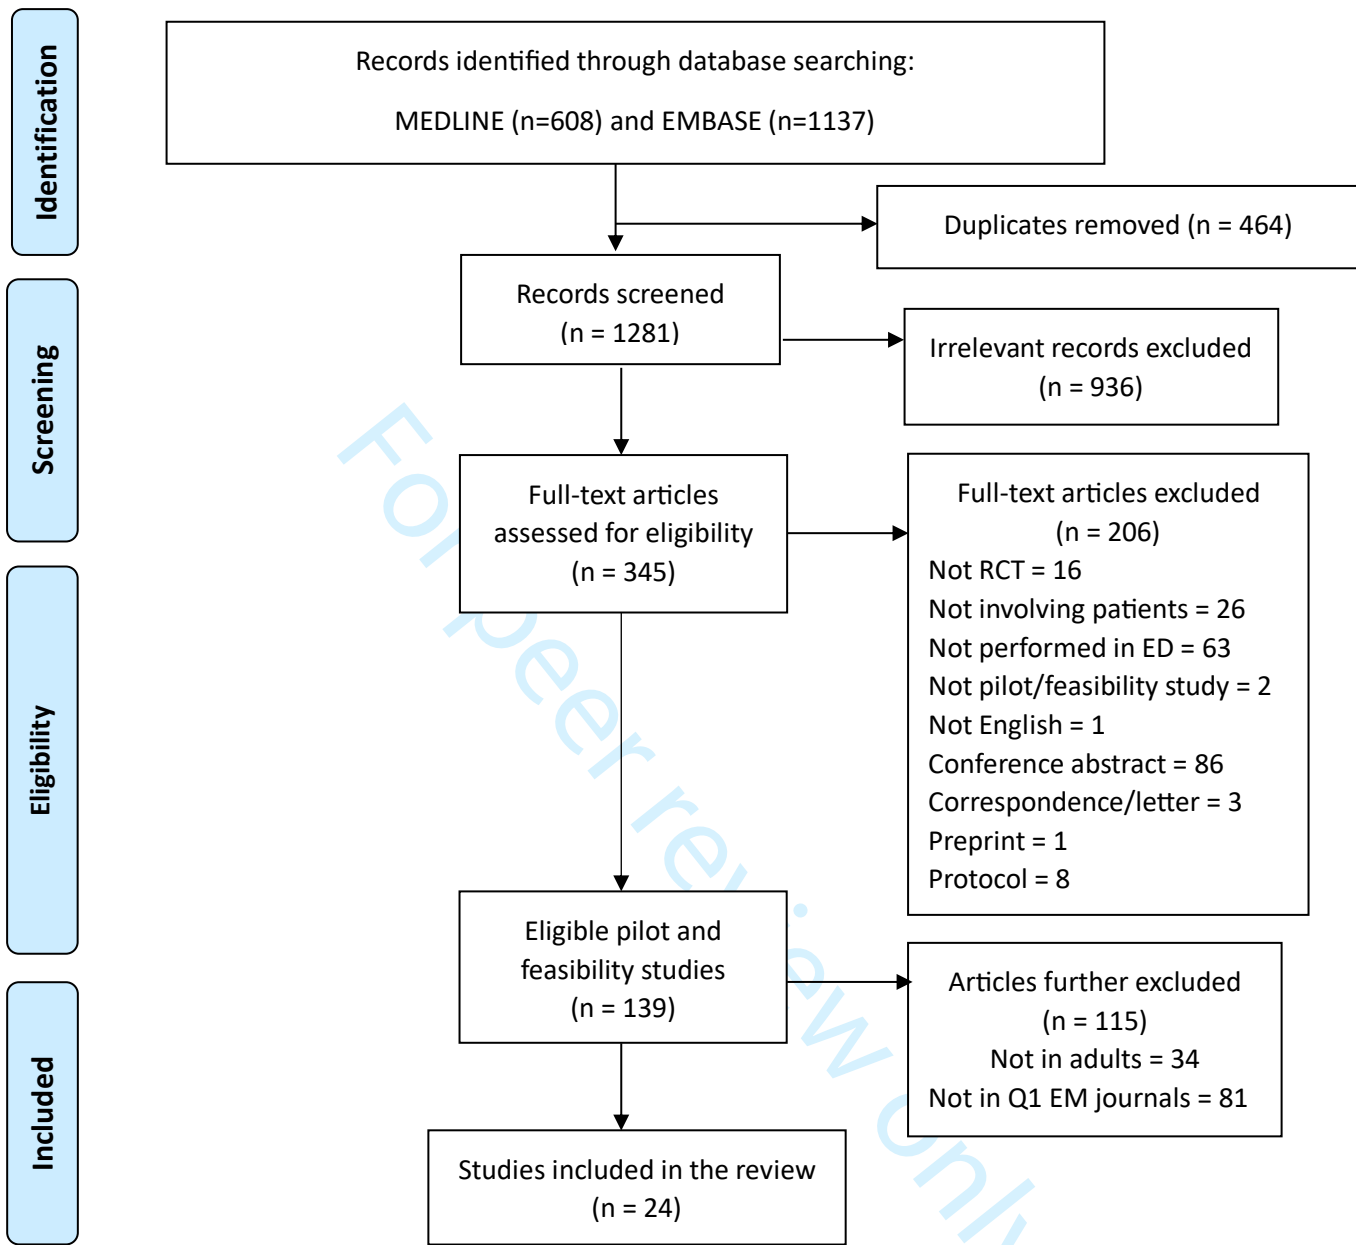 Identification
Records identified through database searching:
MEDLINE (n=608) and EMBASE (n=1137)
Duplicates removed (n = 464)
Screening
Records screened
(n = 1281)
Irrelevant records excluded
(n = 936)
Full-text articles
assessed for eligibility
(n = 345)
Full-text articles excluded
(n = 206)
Not RCT = 16
Not involving patients = 26
Not performed in ED = 63
Not pilot/feasibility study = 2
Not English = 1
Conference abstract = 86
Correspondence/letter = 3
Preprint = 1
Protocol = 8
Eligibility
Eligible pilot and
feasibility studies
(n = 139)
Articles further excluded
(n = 115)
Not in adults = 34
Not in Q1 EM journals = 81
Included
Studies included in the review
(n = 24)
For peer review only